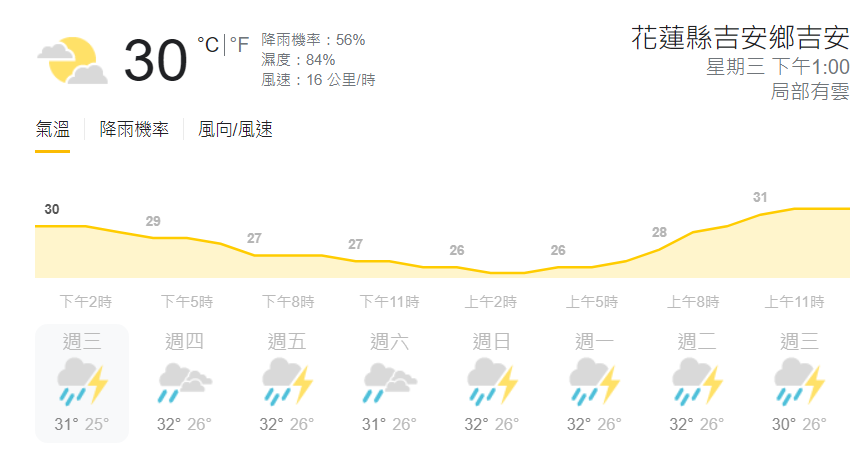 30 °C | °F
降雨機率：56%
濕度：84%
風速：16 公里/時
花蓮縣吉安鄉吉安
星期三 下午1:00
局部有雲
氣溫 降雨機率 風向/風速
30 29 27 27 26 26 28 31
下午2時 下午5時 下午8時 下午11時 上午2時 上午5時 上午8時 上午11時
週三 週四 週五 週六 週日 週一 週二 週三
31° 25° 32° 26° 32° 26° 31° 26° 32° 26° 32° 26° 32° 26° 30° 26°